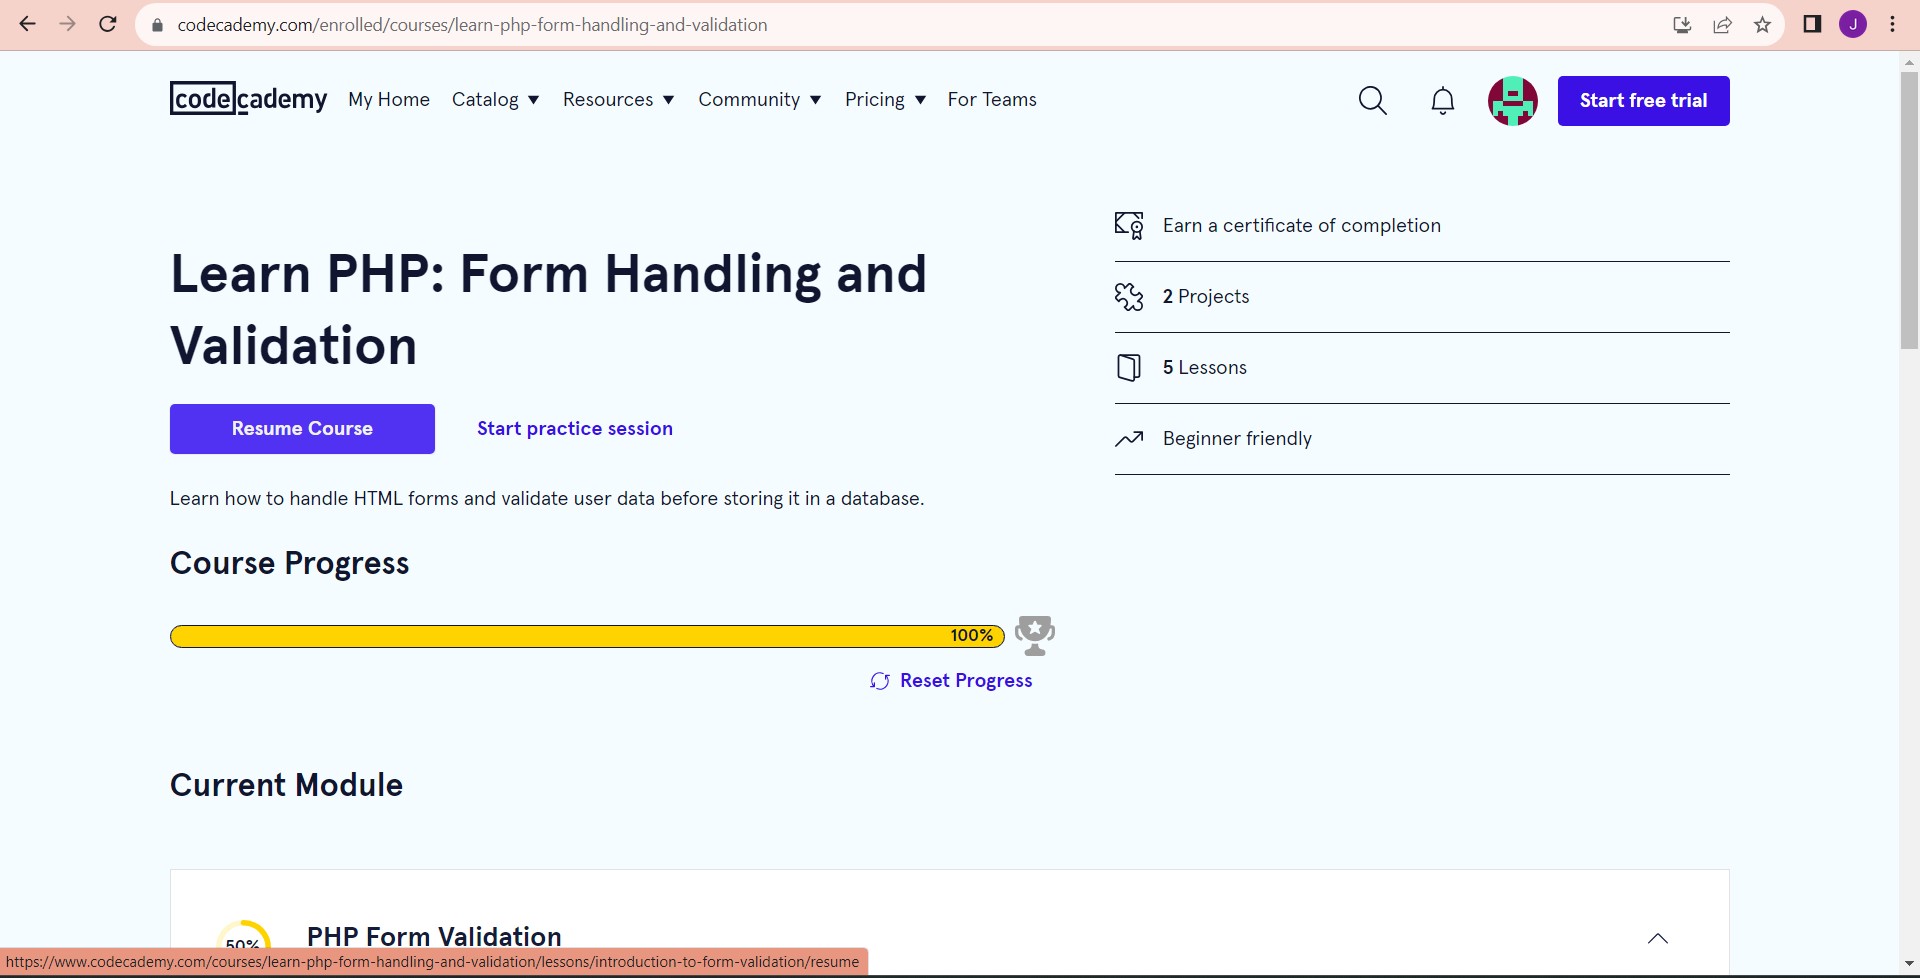 codecademy.com/enrolled/courses/learn-php-form-handling-and-validation
J
codecademy My Home Catalog Resources Community Pricing For Teams Start free trial
Earn a certificate of completion
2 Projects
5 Lessons
Beginner friendly
Learn PHP: Form Handling and
Validation
Resume Course Start practice session
Learn how to handle HTML forms and validate user data before storing it in a database.
Course Progress
100%
Reset Progress
Current Module
50% PHP Form Validation
https://www.codecademy.com/courses/learn-php-form-handling-and-validation/lessons/introduction-to-form-validation/resume